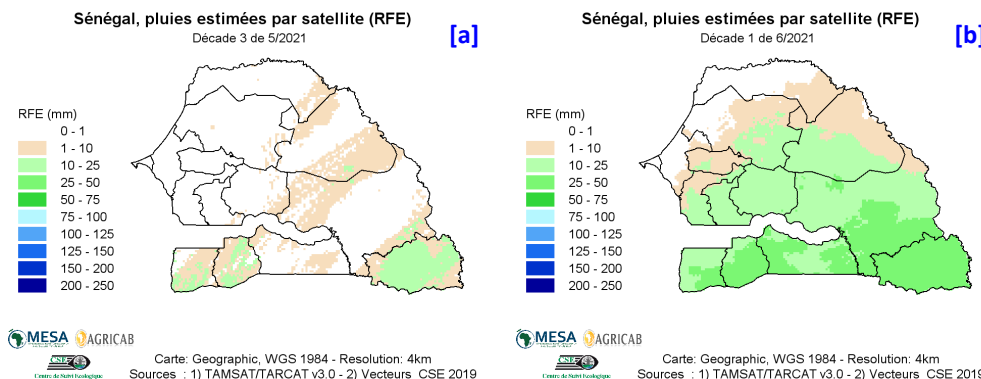 Sénégal, pluies estimées par satellite (RFE)
Décade 3 de 5/2021
[a]
RFE (mm)
0 - 1
1 - 10
10 - 25
25 - 50
50 - 75
75 - 100
100 - 125
125 - 150
150 - 200
200 - 250
MESA
AGRICAB
CSE
Centre de Suivi Ecologique
Carte: Geographic, WGS 1984 - Resolution: 4km
Sources : 1) TAMSAT/TARCAT v3.0 - 2) Vecteurs CSE 2019
Sénégal, pluies estimées par satellite (RFE)
Décade 1 de 6/2021
[b]
RFE (mm)
0 - 1
1 - 10
10 - 25
25 - 50
50 - 75
75 - 100
100 - 125
125 - 150
150 - 200
200 - 250
MESA
AGRICAB
CSE
Centre de Suivi Ecologique
Carte: Geographic, WGS 1984 - Resolution: 4km
Sources : 1) TAMSAT/TARCAT v3.0 - 2) Vecteurs CSE 2019